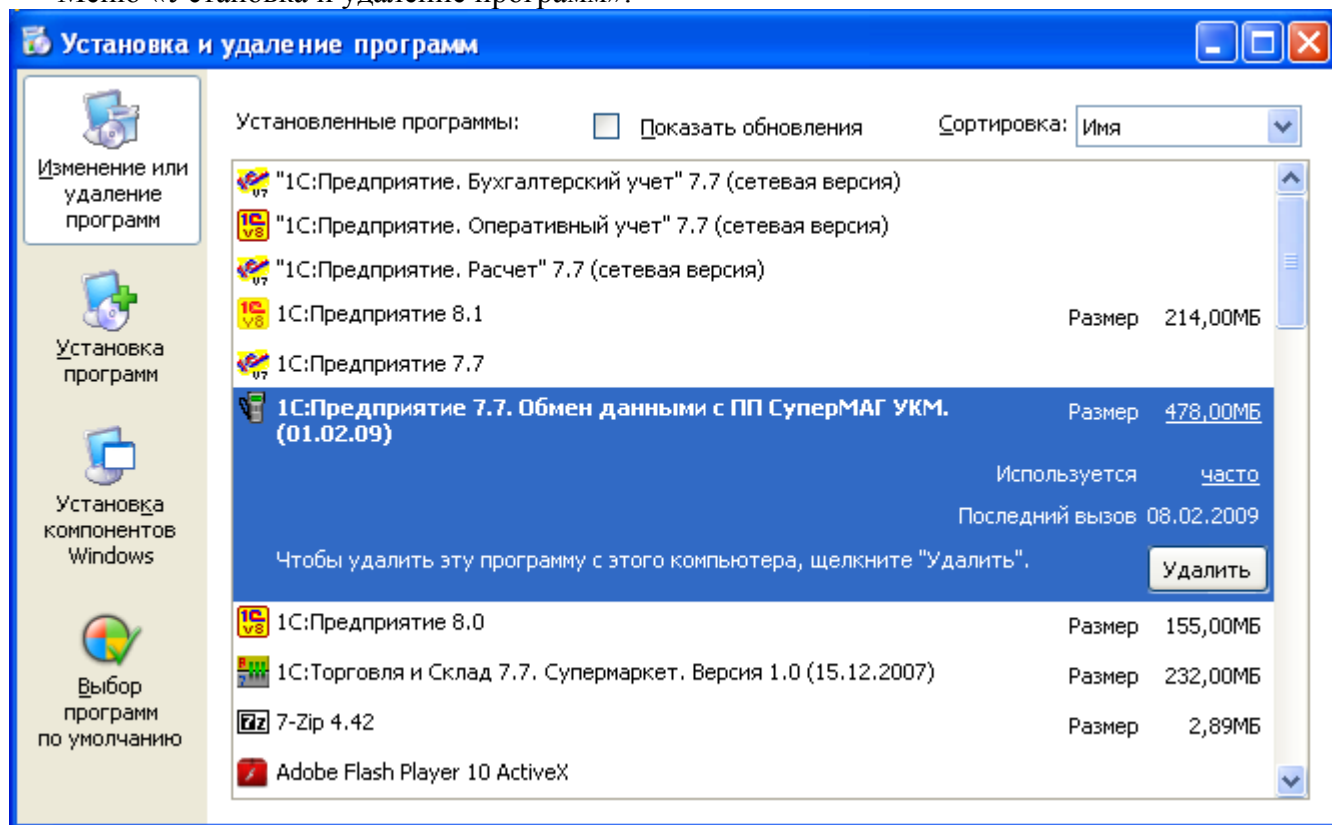 Меню «Установка и удаление программ».
Установка и удаление программ
Изменение или
удаление
программ
Установка
программ
Установка
компонентов
Windows
Выбор
программ
по умолчанию
Установленные программы: Показать обновления Сортировка: Имя
"1С:Предприятие. Бухгалтерский учет" 7.7 (сетевая версия)
"1С:Предприятие. Оперативный учет" 7.7 (сетевая версия)
"1С:Предприятие. Расчет" 7.7 (сетевая версия)
1С:Предприятие 8.1 Размер 214,00МБ
1С:Предприятие 7.7
1С:Предприятие 7.7. Обмен данными с ПП СуперМАГ УКМ. Размер 478,00МБ
(01.02.09)
Используется часто
Последний вызов 08.02.2009
Чтобы удалить эту программу с этого компьютера, щелкните "Удалить". Удалить
1С:Предприятие 8.0 Размер 155,00МБ
1С:Торговля и Склад 7.7. Супермаркет. Версия 1.0 (15.12.2007) Размер 232,00МБ
7-Zip 4.42 Размер 2,89МБ
Adobe Flash Player 10 ActiveX